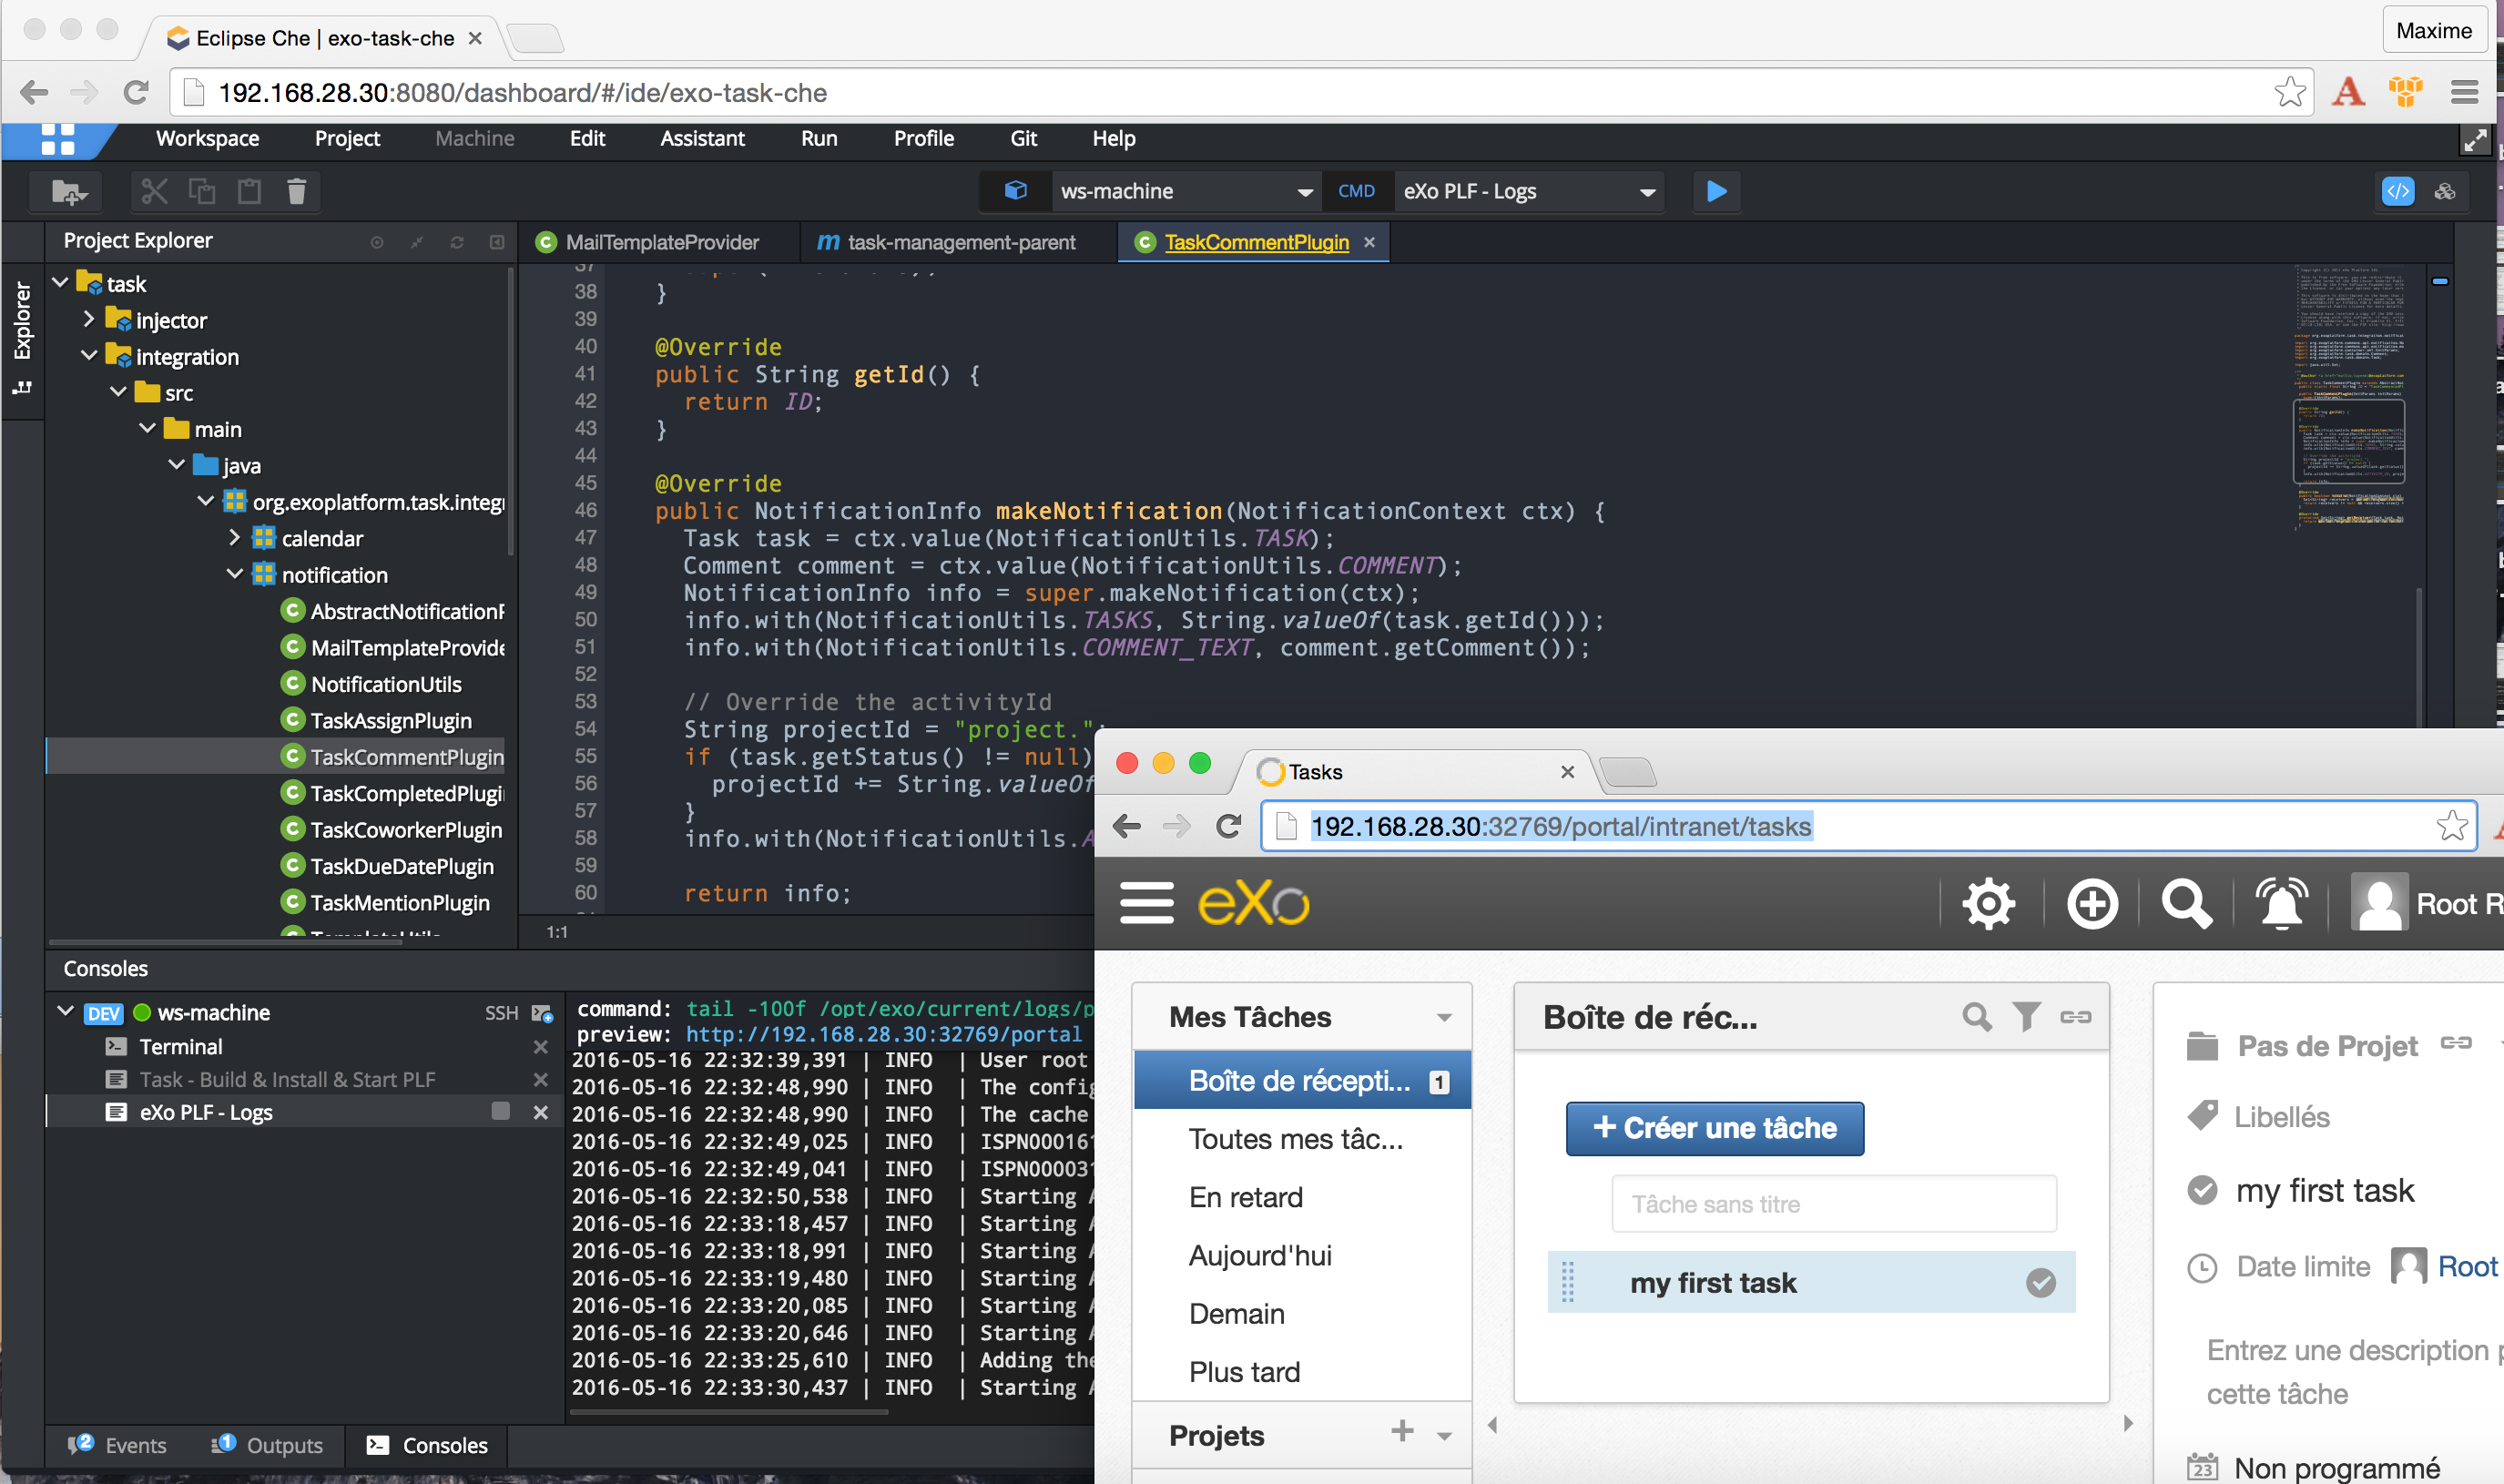 Eclipse Che | exo-task-che
Maxime
192.168.28.30:8080/dashboard/#/ide/exo-task-che
Workspace Project Machine Edit Assistant Run Profile Git Help
ws-machine CMD eXo PLF - Logs
Project Explorer
MailTemplateProvider task-management-parent TaskCommentPlugin
Explorer
task
injector
integration
src
main
java
org.exoplatform.task.integr
calendar
notification
AbstractNotificationP
MailTemplateProvide
NotificationUtils
TaskAssignPlugin
TaskCommentPlugin
TaskCompletedPlugi
TaskCoworkerPlugin
TaskDueDatePlugin
TaskMentionPlugin
TemplateUtils
37
38 }
39
40 @Override
41 public String getId() {
42 return ID;
43 }
44
45 @Override
46 public NotificationInfo makeNotification(NotificationContext ctx) {
47 Task task = ctx.value(NotificationUtils.TASK);
48 Comment comment = ctx.value(NotificationUtils.COMMENT);
49 NotificationInfo info = super.makeNotification(ctx);
50 info.with(NotificationUtils.TASKS, String.valueOf(task.getId()));
51 info.with(NotificationUtils.COMMENT_TEXT, comment.getComment());
52
53 // Override the activityId
54 String projectId = "project.";
55 if (task.getStatus() != null)
56 projectId += String.valueOf
57 }
58 info.with(NotificationUtils.A
59
60 return info;
1:1
Consoles
DEV ws-machine SSH
Terminal
Task - Build & Install & Start PLF
eXo PLF - Logs
command: tail -100f /opt/exo/current/logs/p
preview: http://192.168.28.30:32769/portal
2016-05-16 22:32:39,391 | INFO | User root
2016-05-16 22:32:48,990 | INFO | The config
2016-05-16 22:32:48,990 | INFO | The cache
2016-05-16 22:32:49,025 | INFO | ISPN000161
2016-05-16 22:32:49,041 | INFO | ISPN000031
2016-05-16 22:32:50,538 | INFO | Starting A
2016-05-16 22:33:18,457 | INFO | Starting A
2016-05-16 22:33:18,991 | INFO | Starting A
2016-05-16 22:33:19,480 | INFO | Starting A
2016-05-16 22:33:20,085 | INFO | Starting A
2016-05-16 22:33:20,646 | INFO | Starting A
2016-05-16 22:33:25,610 | INFO | Adding the
2016-05-16 22:33:30,437 | INFO | Starting A
2 Events 1 Outputs Consoles
Tasks
192.168.28.30:32769/portal/intranet/tasks
eXo
Root R
Mes Tâches
Boîte de récepti... 1
Toutes mes tâc...
En retard
Aujourd'hui
Demain
Plus tard
Projets
Boîte de réc...
+ Créer une tâche
Tâche sans titre
my first task
Pas de Projet
Libellés
my first task
Date limite Root
Entrez une description p
cette tâche
23 Non programmé